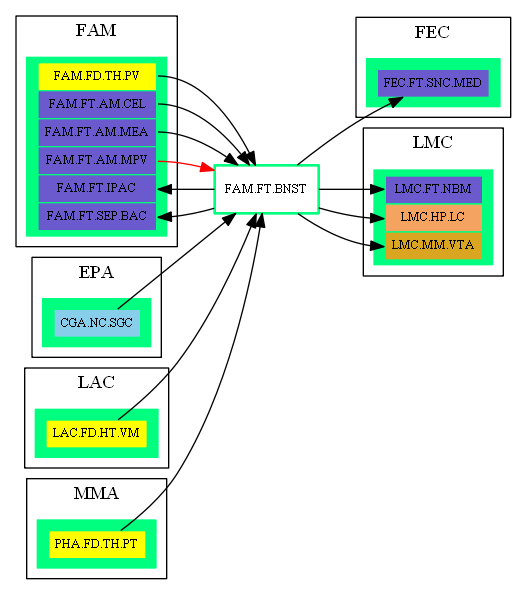 FAM
FAM.FD.TH.PV
FAM.FT.AM.CEL
FAM.FT.AM.MEA
FAM.FT.AM.MPV
FAM.FT.IPAC
FAM.FT.SEP.BAC
EPA
CGA.NC.SGC
LAC
LAC.FD.HT.VM
MMA
PHA.FD.TH.PT
FAM.FT.BNST
FEC
FEC.FT.SNC.MED
LMC
LMC.FT.NBM
LMC.HP.LC
LMC.MM.VTA